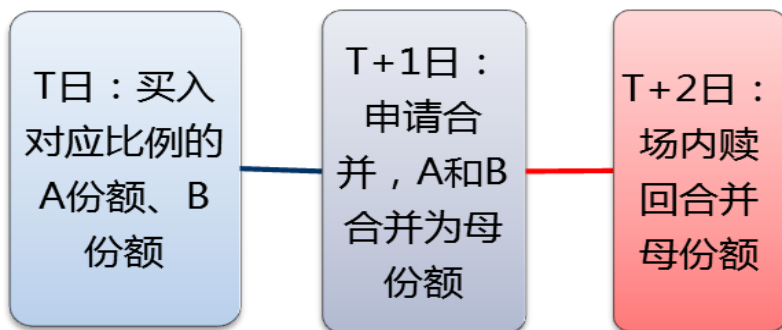 T日：买入
对应比例的
A份额、B
份额
T+1日：
申请合
并，A和B
合并为母
份额
T+2日：
场内赎
回合并
母份额